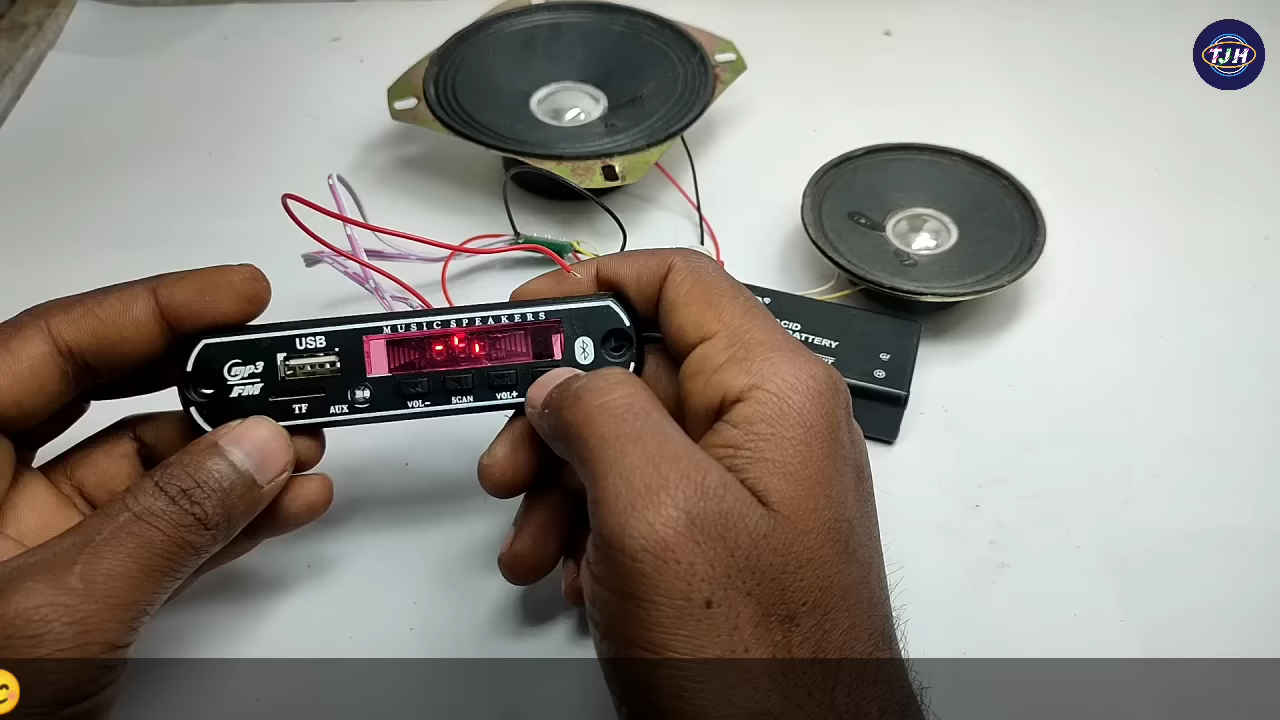 TJH
MUSIC SPEAKERS
USB
mp3
FM
TF
AUX
VOL-
SCAN
VOL+
ACID
BATTERY